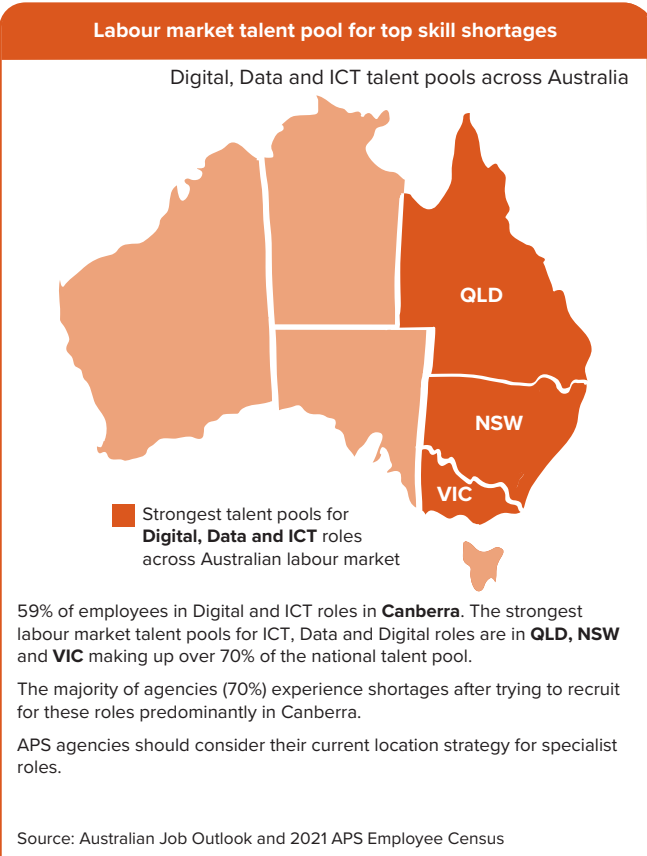 Labour market talent pool for top skill shortages
Digital, Data and ICT talent pools across Australia
QLD
NSW
VIC
Strongest talent pools for
Digital, Data and ICT roles
across Australian labour market
59% of employees in Digital and ICT roles in Canberra. The strongest
labour market talent pools for ICT, Data and Digital roles are in QLD, NSW
and VIC making up over 70% of the national talent pool.
The majority of agencies (70%) experience shortages after trying to recruit
for these roles predominantly in Canberra.
APS agencies should consider their current location strategy for specialist
roles.
Source: Australian Job Outlook and 2021 APS Employee Census